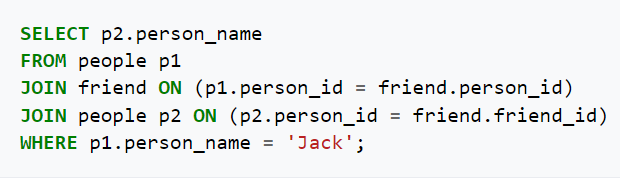 SELECT p2.person_name
FROM people p1
JOIN friend ON (p1.person_id = friend.person_id)
JOIN people p2 ON (p2.person_id = friend.friend_id)
WHERE p1.person_name = 'Jack';